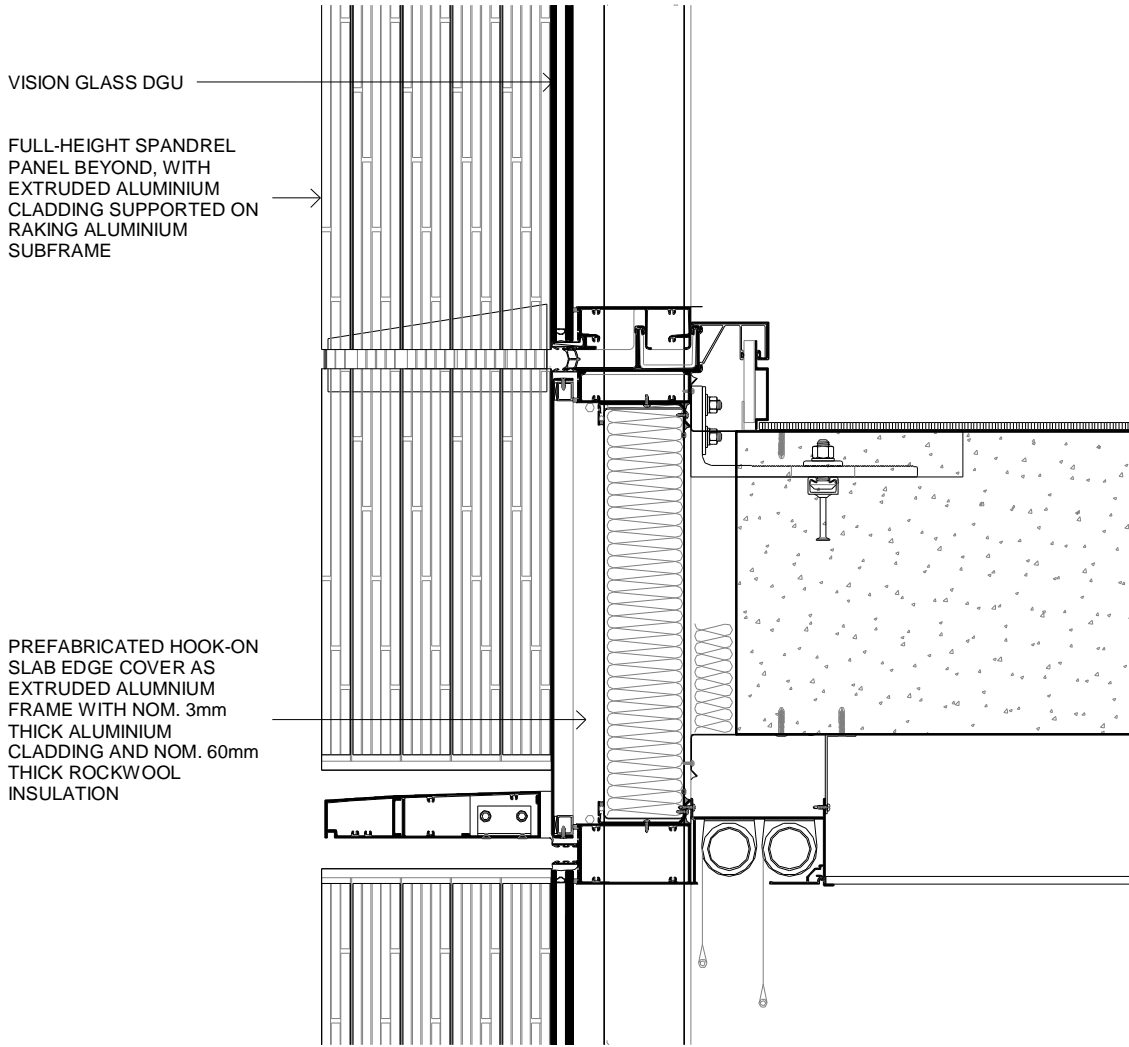 VISION GLASS DGU
FULL-HEIGHT SPANDREL
PANEL BEYOND, WITH
EXTRUDED ALUMINIUM
CLADDING SUPPORTED ON
RAKING ALUMINIUM
SUBFRAME
PREFABRICATED HOOK-ON
SLAB EDGE COVER AS
EXTRUDED ALUMNIUM
FRAME WITH NOM. 3mm
THICK ALUMINIUM
CLADDING AND NOM. 60mm
THICK ROCKWOOL
INSULATION